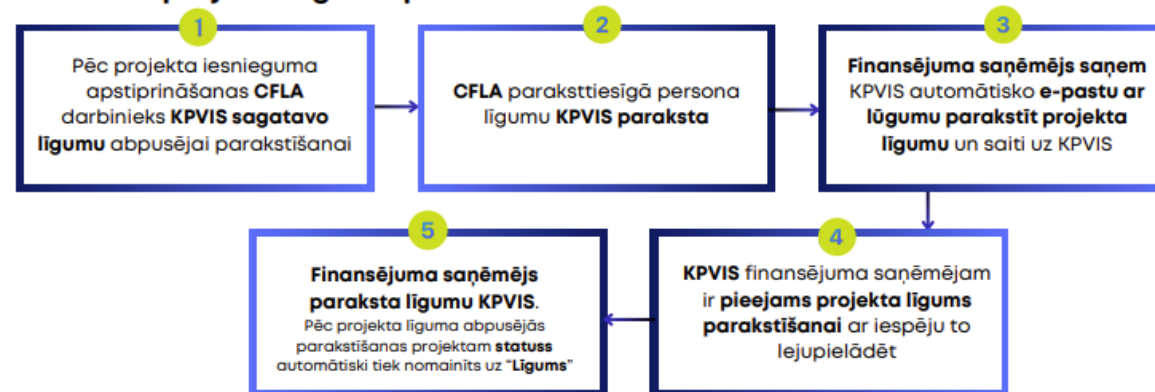 1
Pēc projekta iesnieguma
apstiprināšanas CFLA
darbinieks KPVIS sagatavo
līgumu abpusējai parakstīšanai
2
CFLA paraksttiesīgā persona
līgumu KPVIS paraksta
3
Finansējuma saņēmējs saņem
KPVIS automātisko e-pastu ar
lūgumu parakstīt projekta
līgumu un saiti uz KPVIS
4
KPVIS finansējuma saņēmējam
ir pieejams projekta līgums
parakstīšanai ar iespēju to
lejupielādēt
5
Finansējuma saņēmējs
paraksta līgumu KPVIS.
Pēc projekta līguma abpusējās
parakstīšanas projektam statuss
automātiski tiek nomainīts uz “Līgums”